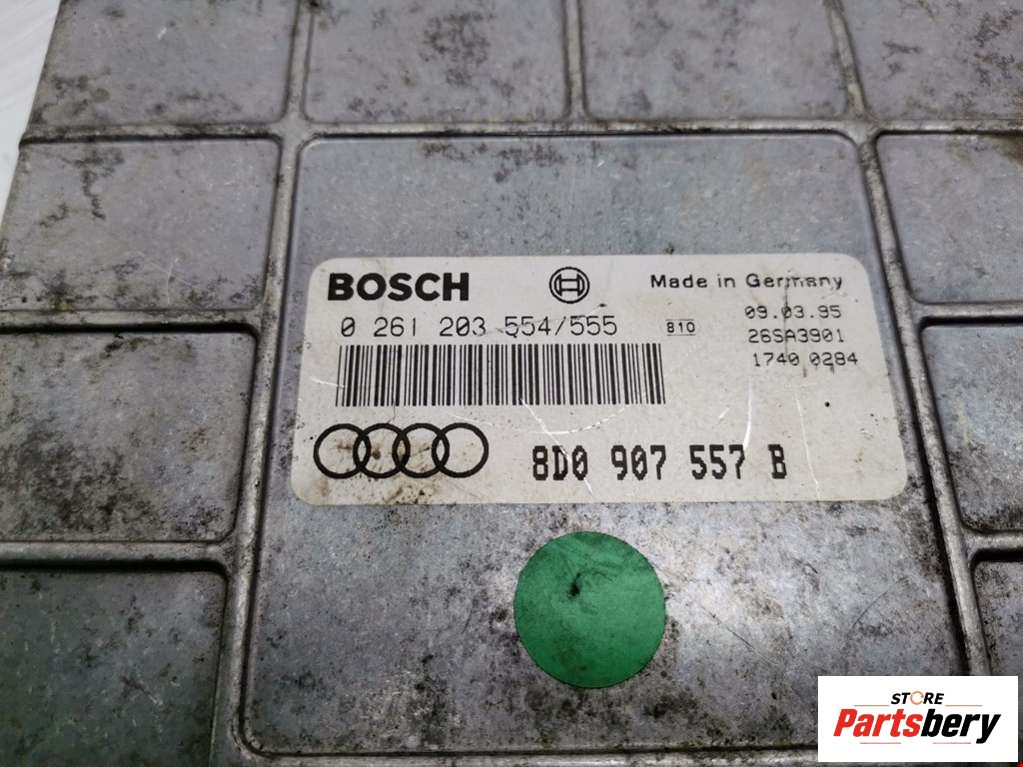 BOSCH
Made in Germany
0 261 203 554/555
810
09.03.95
26SA3901
1740 0284
8D0 907 557 B
STORE
Partsbery